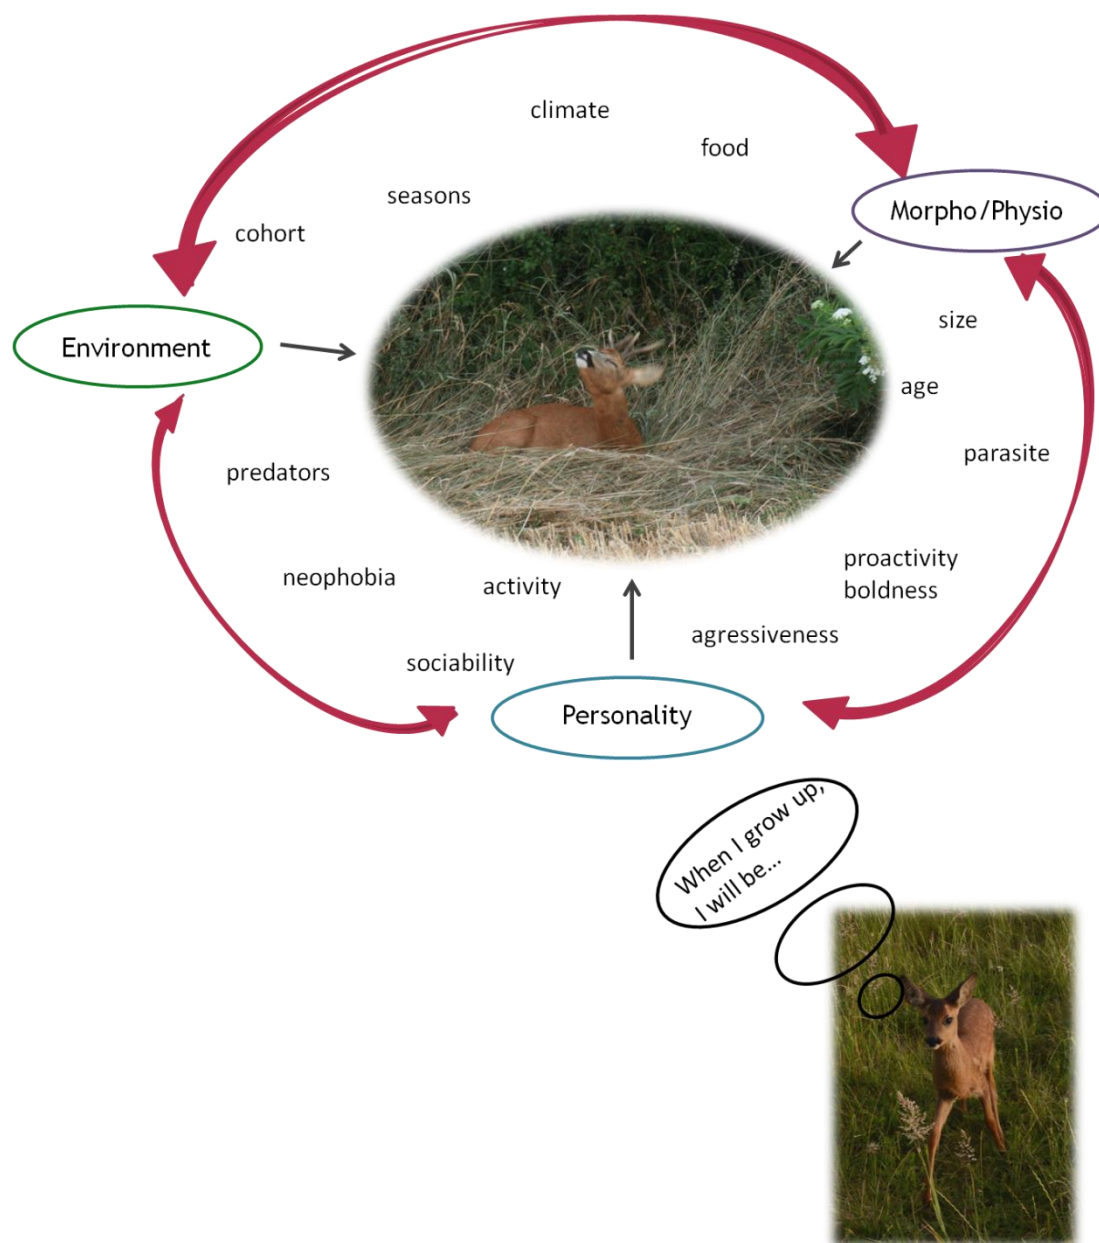 climate
food
seasons
Morpho/Physio
cohort
size
Environment
age
parasite
predators
proactivity
boldness
neophobia
activity
agressiveness
sociability
Personality
When I grow up,
I will be...